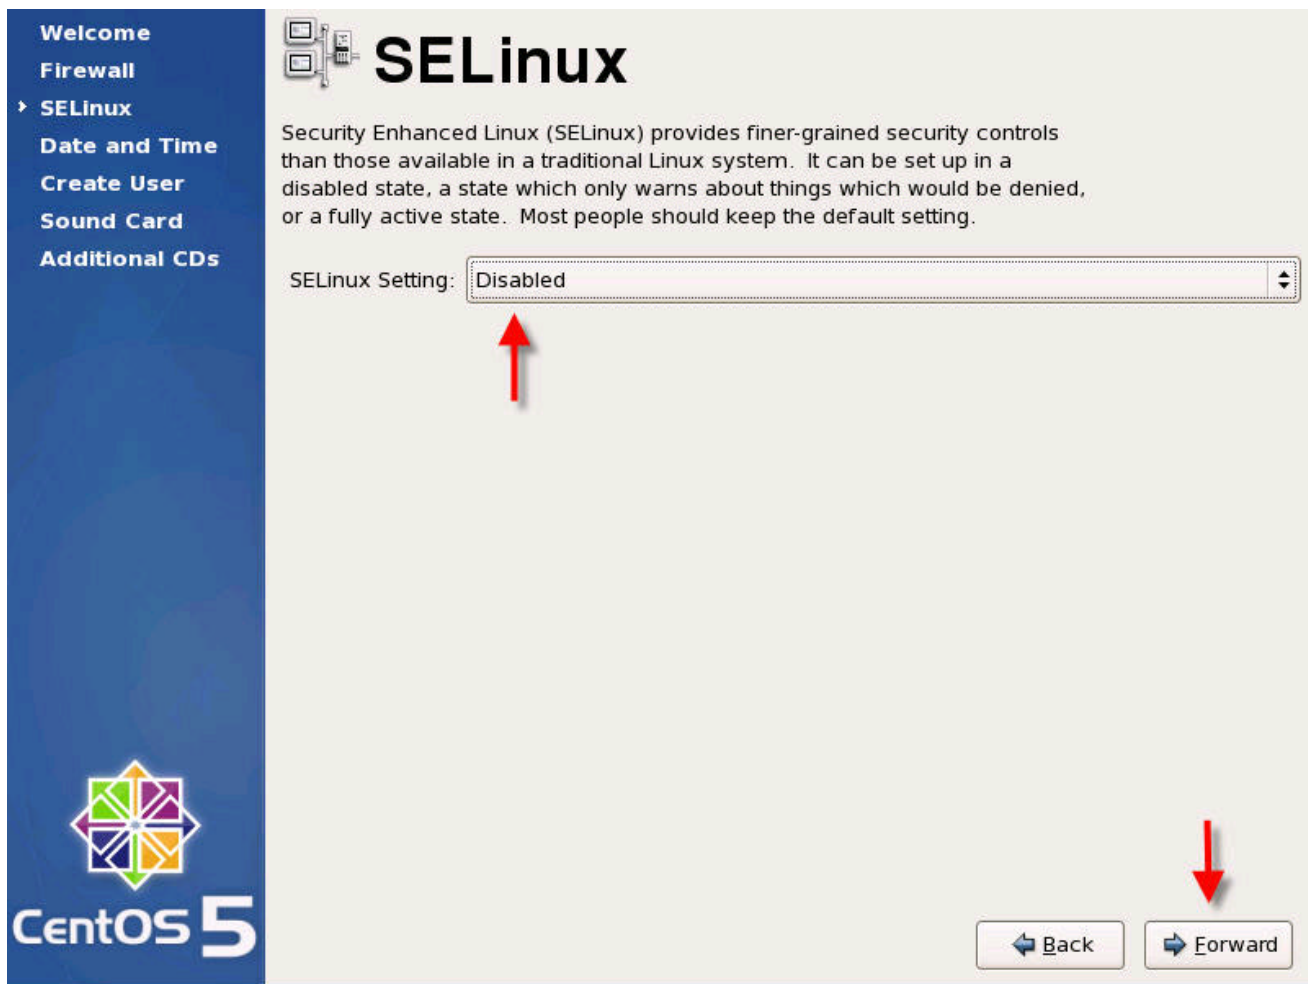 Welcome
Firewall
SELinux
Date and Time
Create User
Sound Card
Additional CDs
SELinux
Security Enhanced Linux (SELinux) provides finer-grained security controls
than those available in a traditional Linux system.  It can be set up in a
disabled state, a state which only warns about things which would be denied,
or a fully active state.  Most people should keep the default setting.
SELinux Setting: Disabled
CentOS 5
Back
Forward